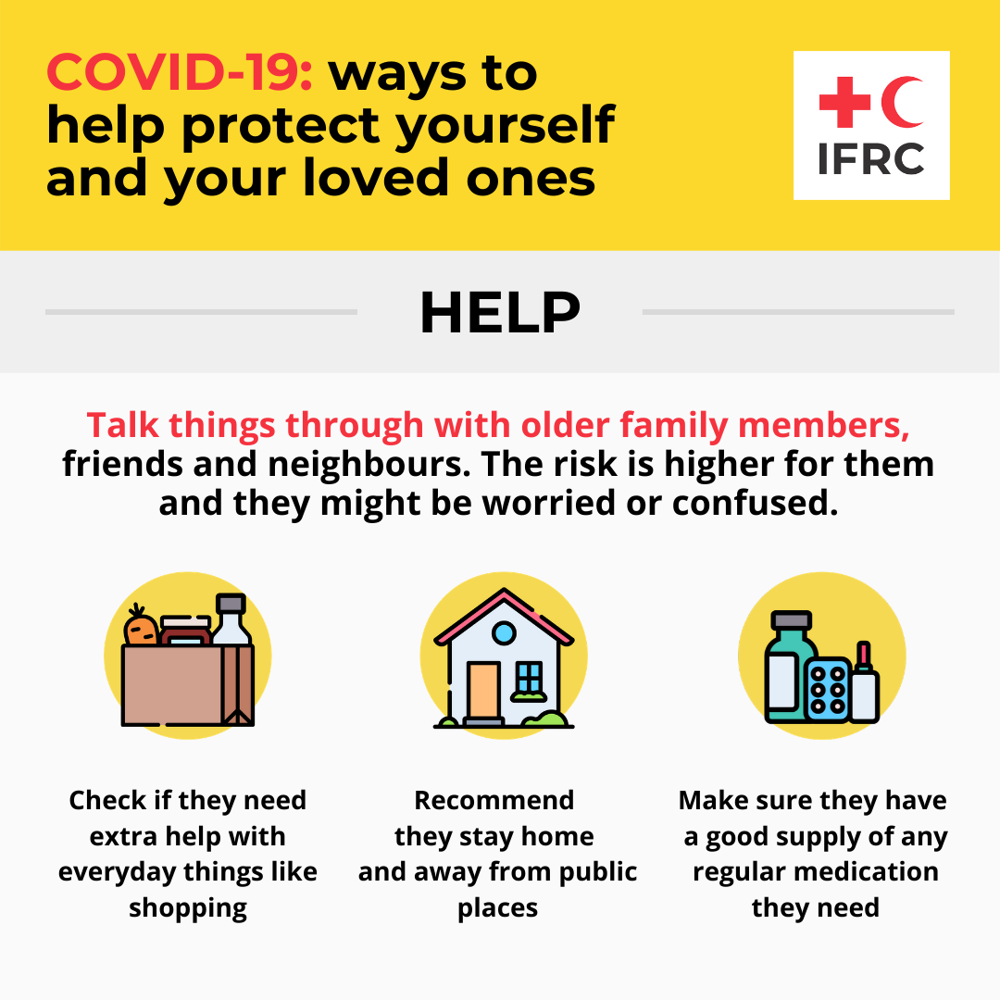 COVID-19: ways to
help protect yourself
and your loved ones
IFRC
HELP
Talk things through with older family members,
friends and neighbours. The risk is higher for them
and they might be worried or confused.
Check if they need
extra help with
everyday things like
shopping
Recommend
they stay home
and away from public
places
Make sure they have
a good supply of any
regular medication
they need